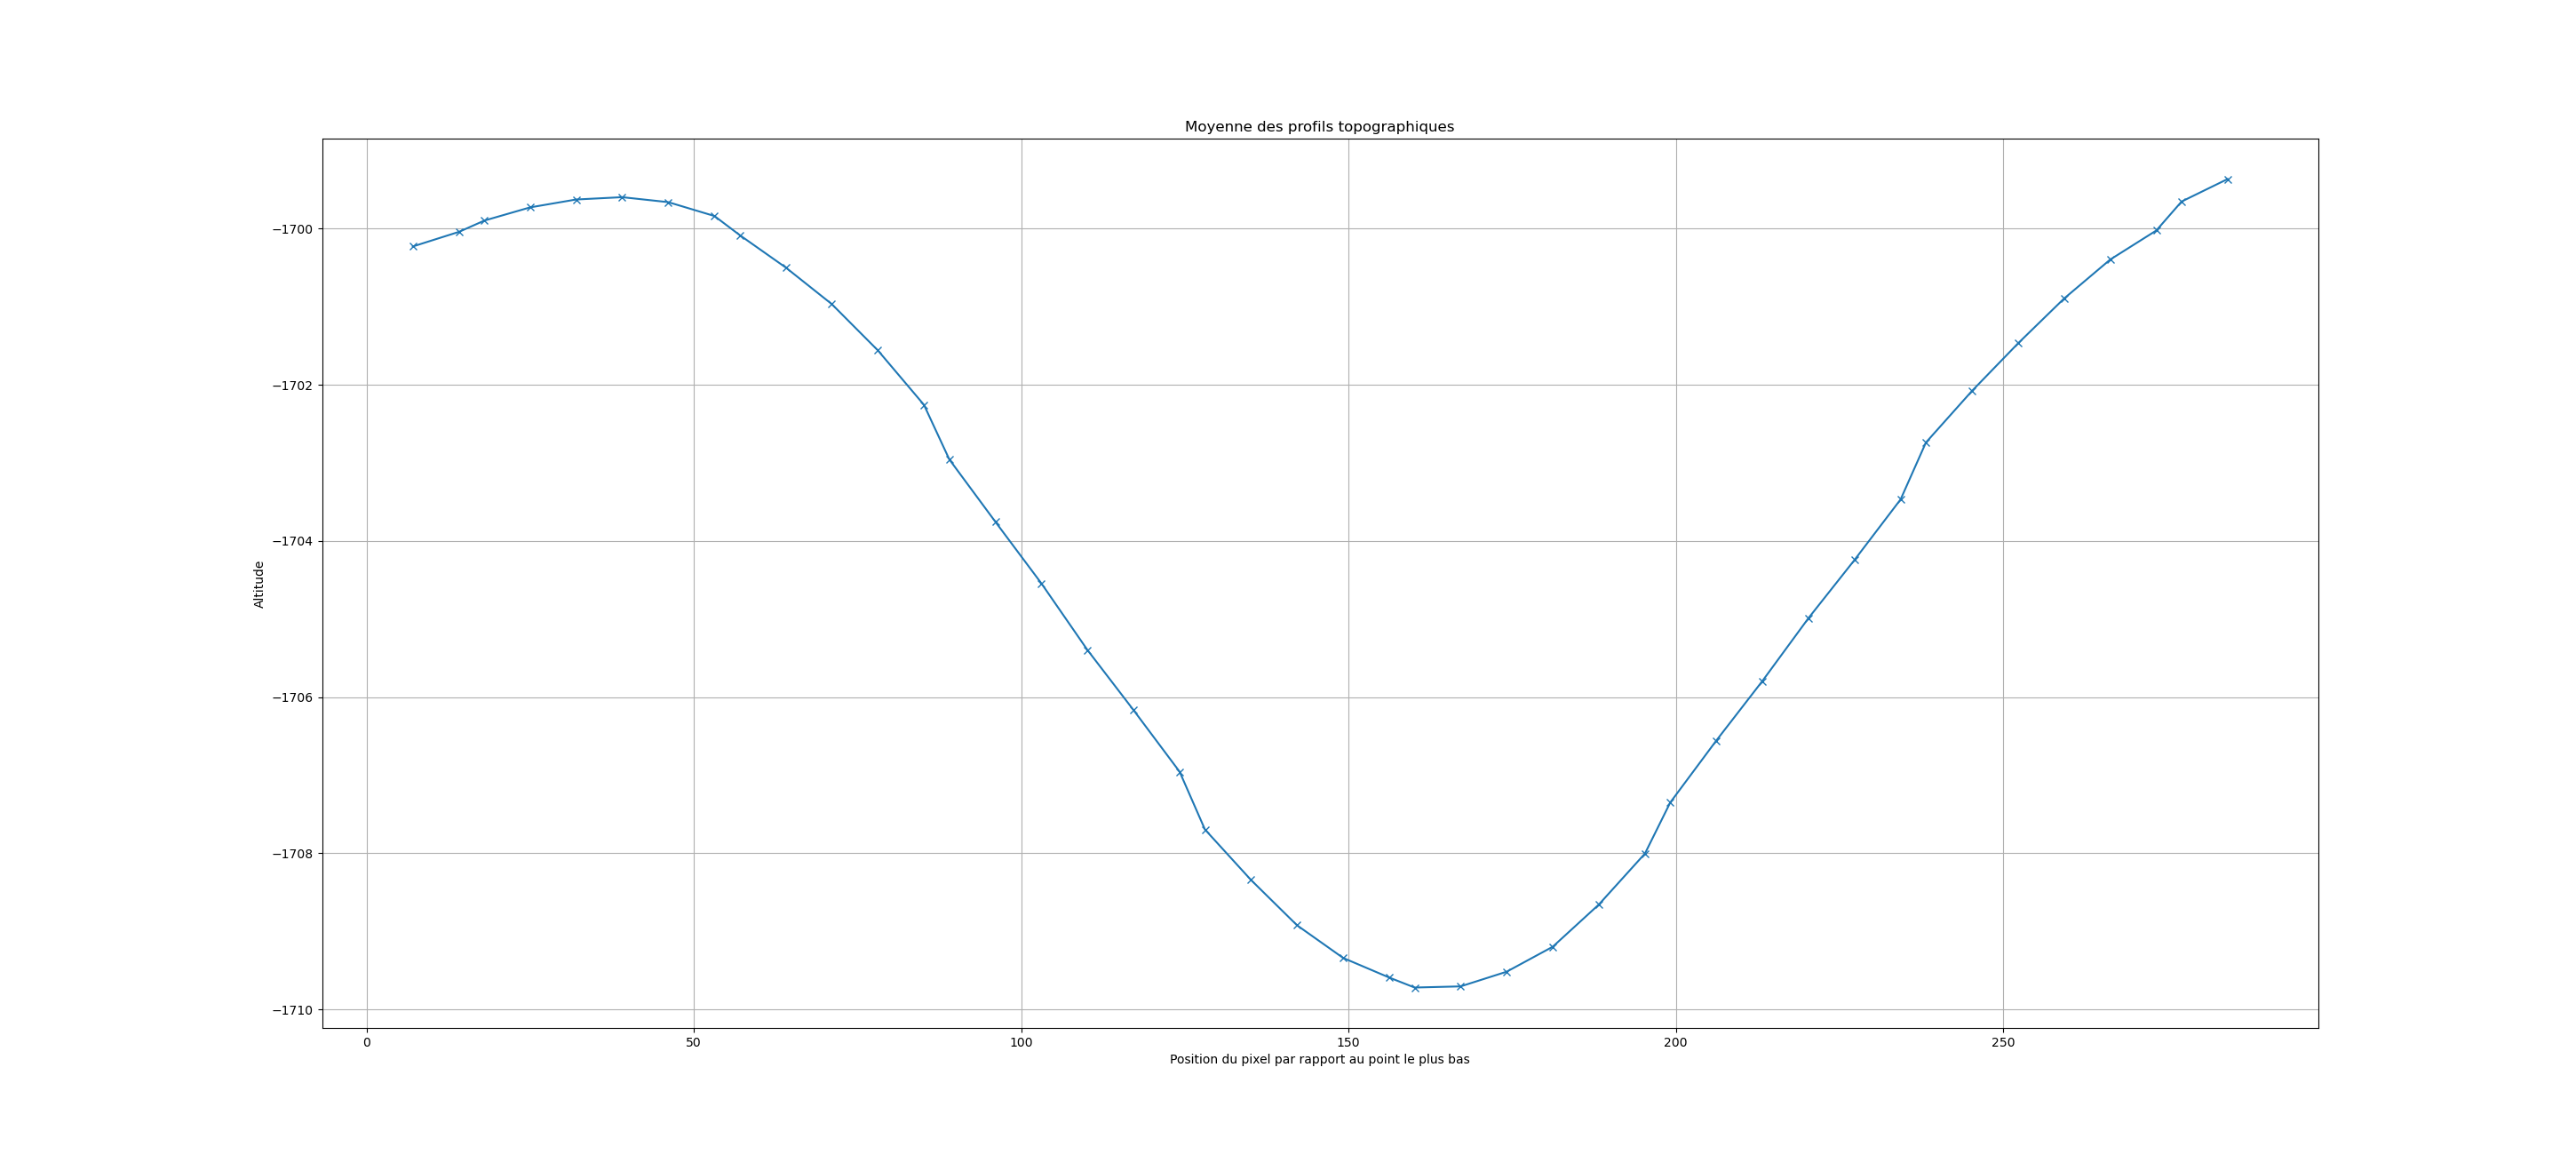 Moyenne des profils topographiques
−1700
−1702
−1704
−1706
−1708
−1710
Altitude
0 50 100 150 200 250
Position du pixel par rapport au point le plus bas